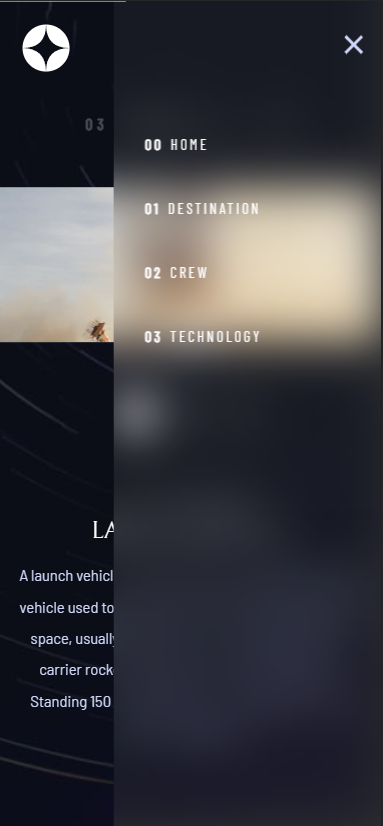 03
00 HOME
01 DESTINATION
02 CREW
03 TECHNOLOGY
LA
A launch vehicl
vehicle used to
space, usually
carrier rock
Standing 150